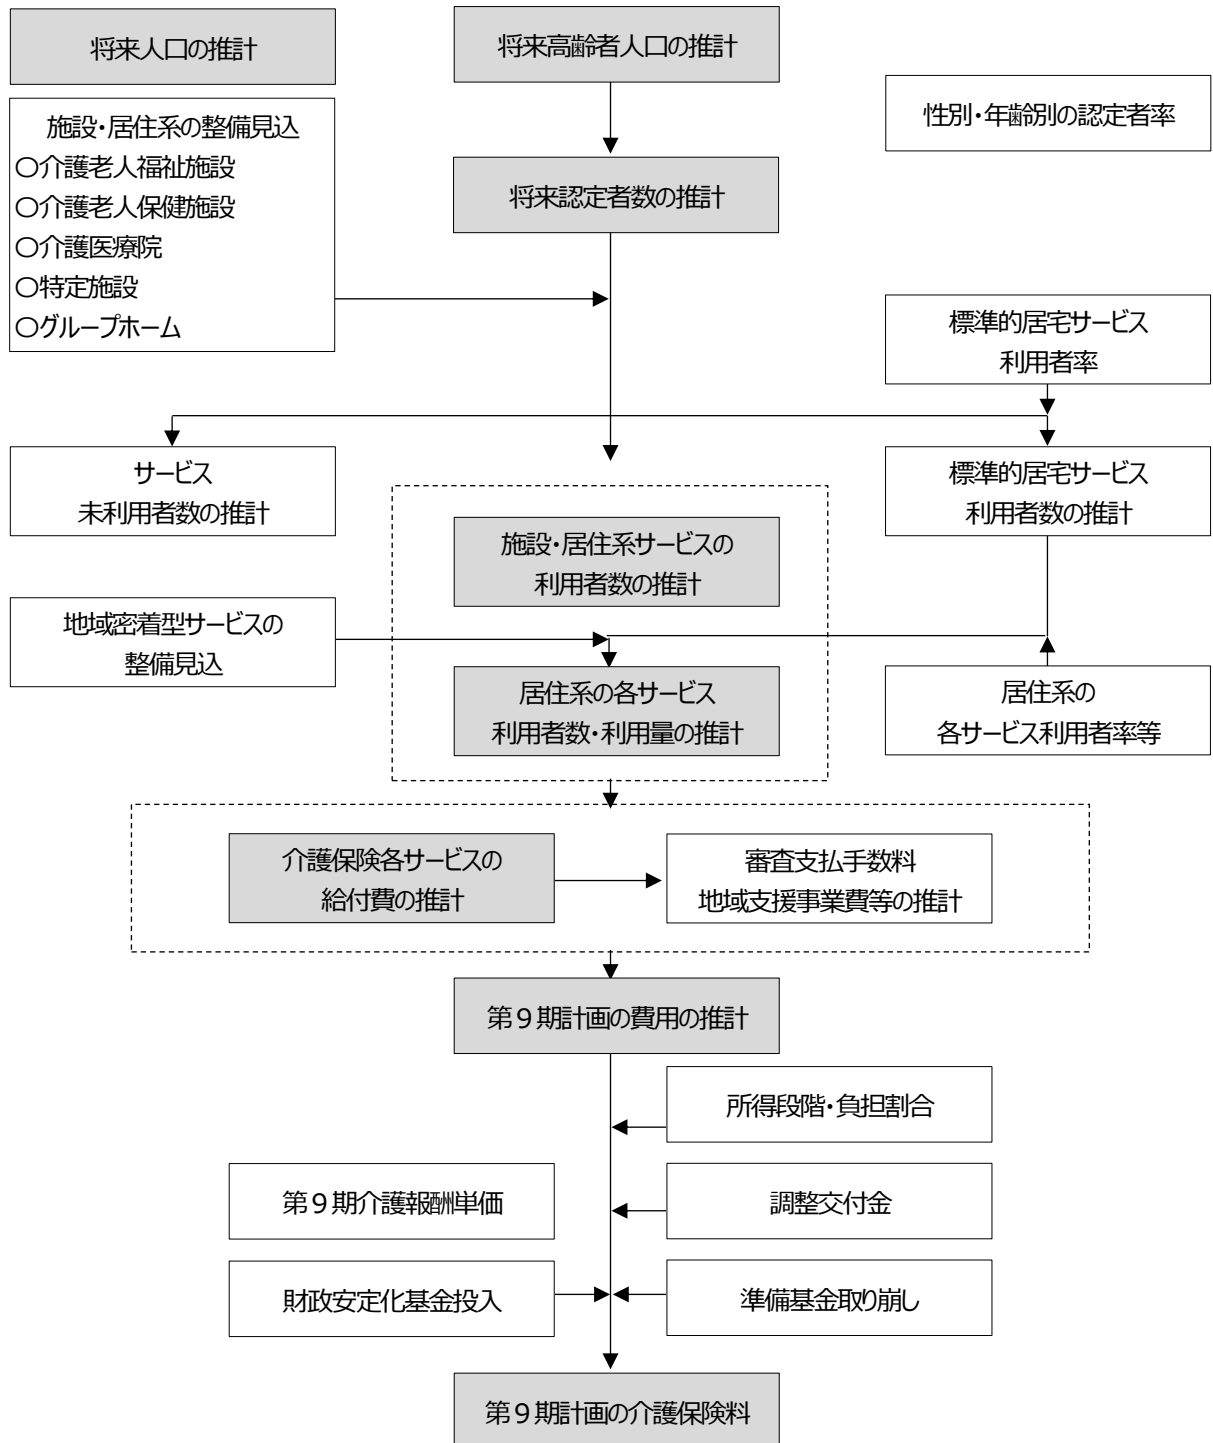 将来人口の推計
将来高齢者人口の推計
性別・年齢別の認定者率
施設・居住系の整備見込
〇介護老人福祉施設
〇介護老人保健施設
〇介護医療院
〇特定施設
〇グループホーム
将来認定者数の推計
標準的居宅サービス
利用者率
サービス
未利用者数の推計
標準的居宅サービス
利用者数の推計
施設・居住系サービスの
利用者数の推計
地域密着型サービスの
整備見込
居住系の各サービス
利用者数・利用量の推計
居住系の
各サービス利用者率等
介護保険各サービスの
給付費の推計
審査支払手数料
地域支援事業費等の推計
第９期計画の費用の推計
所得段階・負担割合
第９期介護報酬単価
調整交付金
財政安定化基金投入
準備基金取り崩し
第９期計画の介護保険料